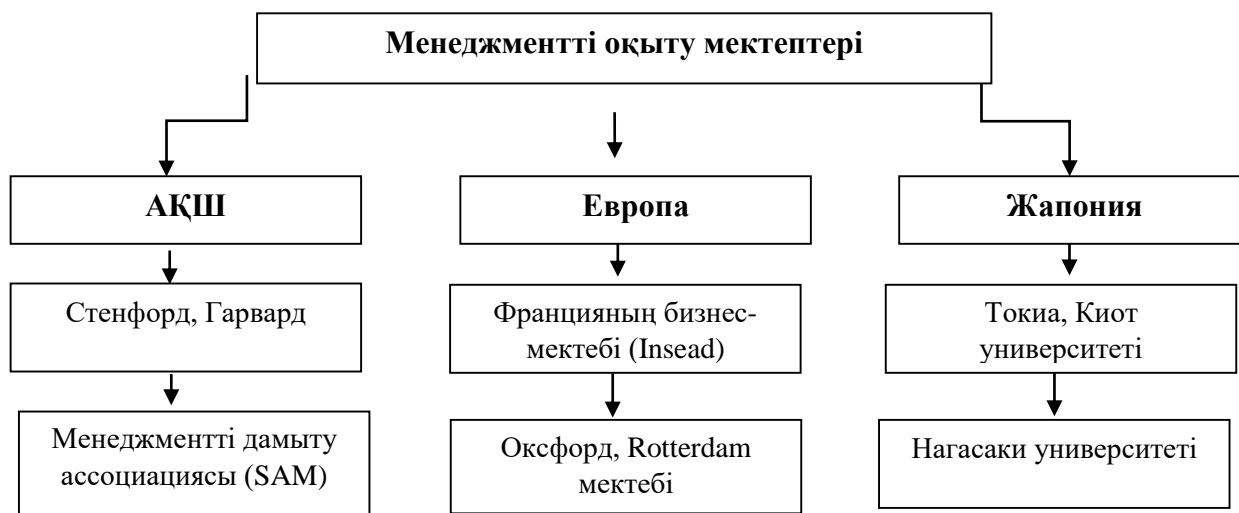 Менеджментті оқыту мектептері
АҚШ
Европа
Жапония
Стенфорд, Гарвард
Францияның бизнес-
мектебі (Insead)
Токиа, Киот
университеті
Менеджментті дамыту
ассоциациясы (SAM)
Оксфорд, Rotterdam
мектебі
Нагасаки университеті